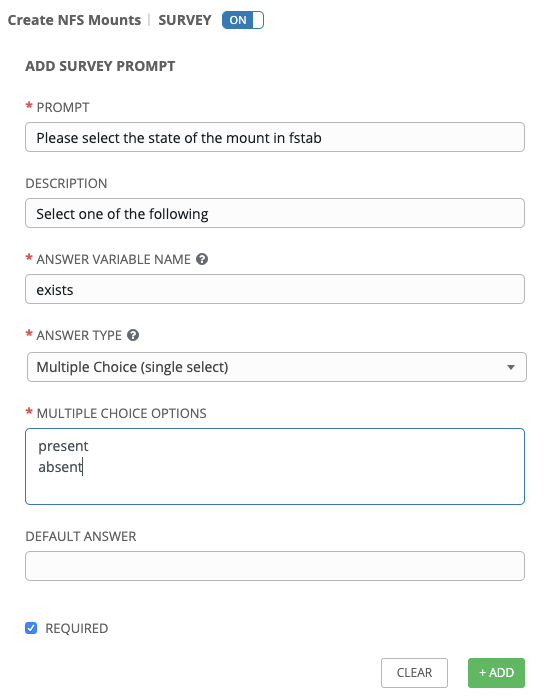 Create NFS Mounts | SURVEY ON
ADD SURVEY PROMPT
* PROMPT
Please select the state of the mount in fstab
DESCRIPTION
Select one of the following
* ANSWER VARIABLE NAME ?
exists
* ANSWER TYPE ?
Multiple Choice (single select)
* MULTIPLE CHOICE OPTIONS
present
absent
DEFAULT ANSWER
REQUIRED
CLEAR + ADD